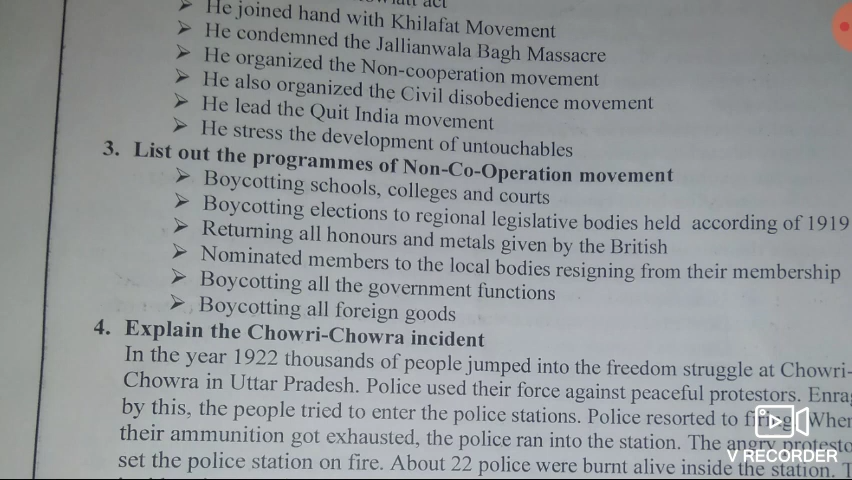 act
➤ He joined hand with Khilafat Movement
➤ He condemned the Jallianwala Bagh Massacre
➤ He organized the Non-cooperation movement
➤ He also organized the Civil disobedience movement
➤ He lead the Quit India movement
➤ He stress the development of untouchables
3. List out the programmes of Non-Co-Operation movement
➤ Boycotting schools, colleges and courts
➤ Boycotting elections to regional legislative bodies held according of 1919
➤ Returning all honours and metals given by the British
➤ Nominated members to the local bodies resigning from their membership
➤ Boycotting all the government functions
➤ Boycotting all foreign goods
4. Explain the Chowri-Chowra incident
In the year 1922 thousands of people jumped into the freedom struggle at Chowri-
Chowra in Uttar Pradesh. Police used their force against peaceful protestors.
by this, the people tried to enter the police stations. Police resorted to firing.
their ammunition got exhausted, the police ran into the station. The angry
set the police station on fire. About 22 police were burnt alive inside the station.
V RECORDER